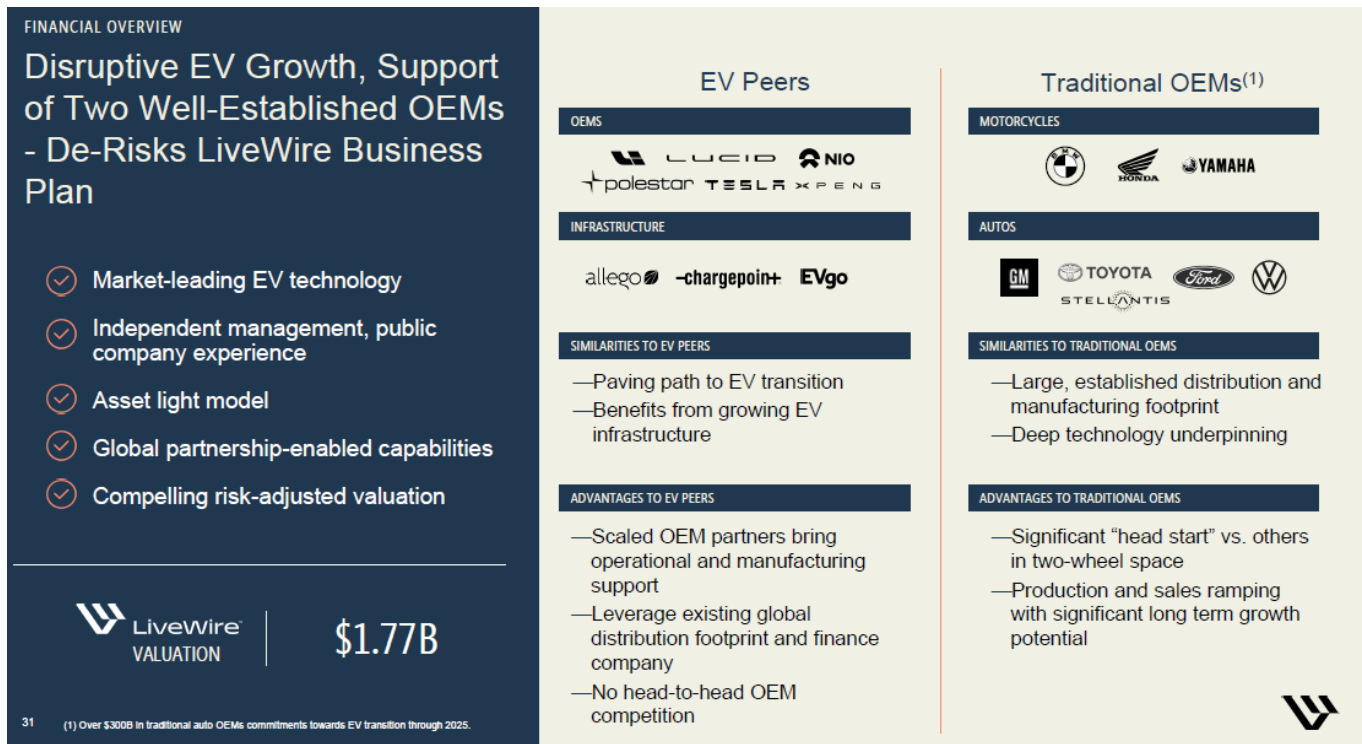 FINANCIAL OVERVIEW
Disruptive EV Growth, Support
of Two Well-Established OEMs
- De-Risks LiveWire Business
Plan
Market-leading EV technology
Independent management, public
company experience
Asset light model
Global partnership-enabled capabilities
Compelling risk-adjusted valuation
LiveWire™
VALUATION
$1.77B
31
(1) Over $300B in traditional auto OEMs commitments towards EV transition through 2025.
EV Peers
OEMS
LUCID
NIO
polestar
TESLA
XPENG
INFRASTRUCTURE
allego
-chargepoin+
EVgo
SIMILARITIES TO EV PEERS
—Paving path to EV transition
—Benefits from growing EV
infrastructure
ADVANTAGES TO EV PEERS
—Scaled OEM partners bring
operational and manufacturing
support
—Leverage existing global
distribution footprint and finance
company
—No head-to-head OEM
competition
Traditional OEMs(1)
MOTORCYCLES
BMW
HONDA
YAMAHA
AUTOS
GM
TOYOTA
Ford
VW
STELLANTIS
SIMILARITIES TO TRADITIONAL OEMS
—Large, established distribution and
manufacturing footprint
—Deep technology underpinning
ADVANTAGES TO TRADITIONAL OEMS
—Significant “head start” vs. others
in two-wheel space
—Production and sales ramping
with significant long term growth
potential